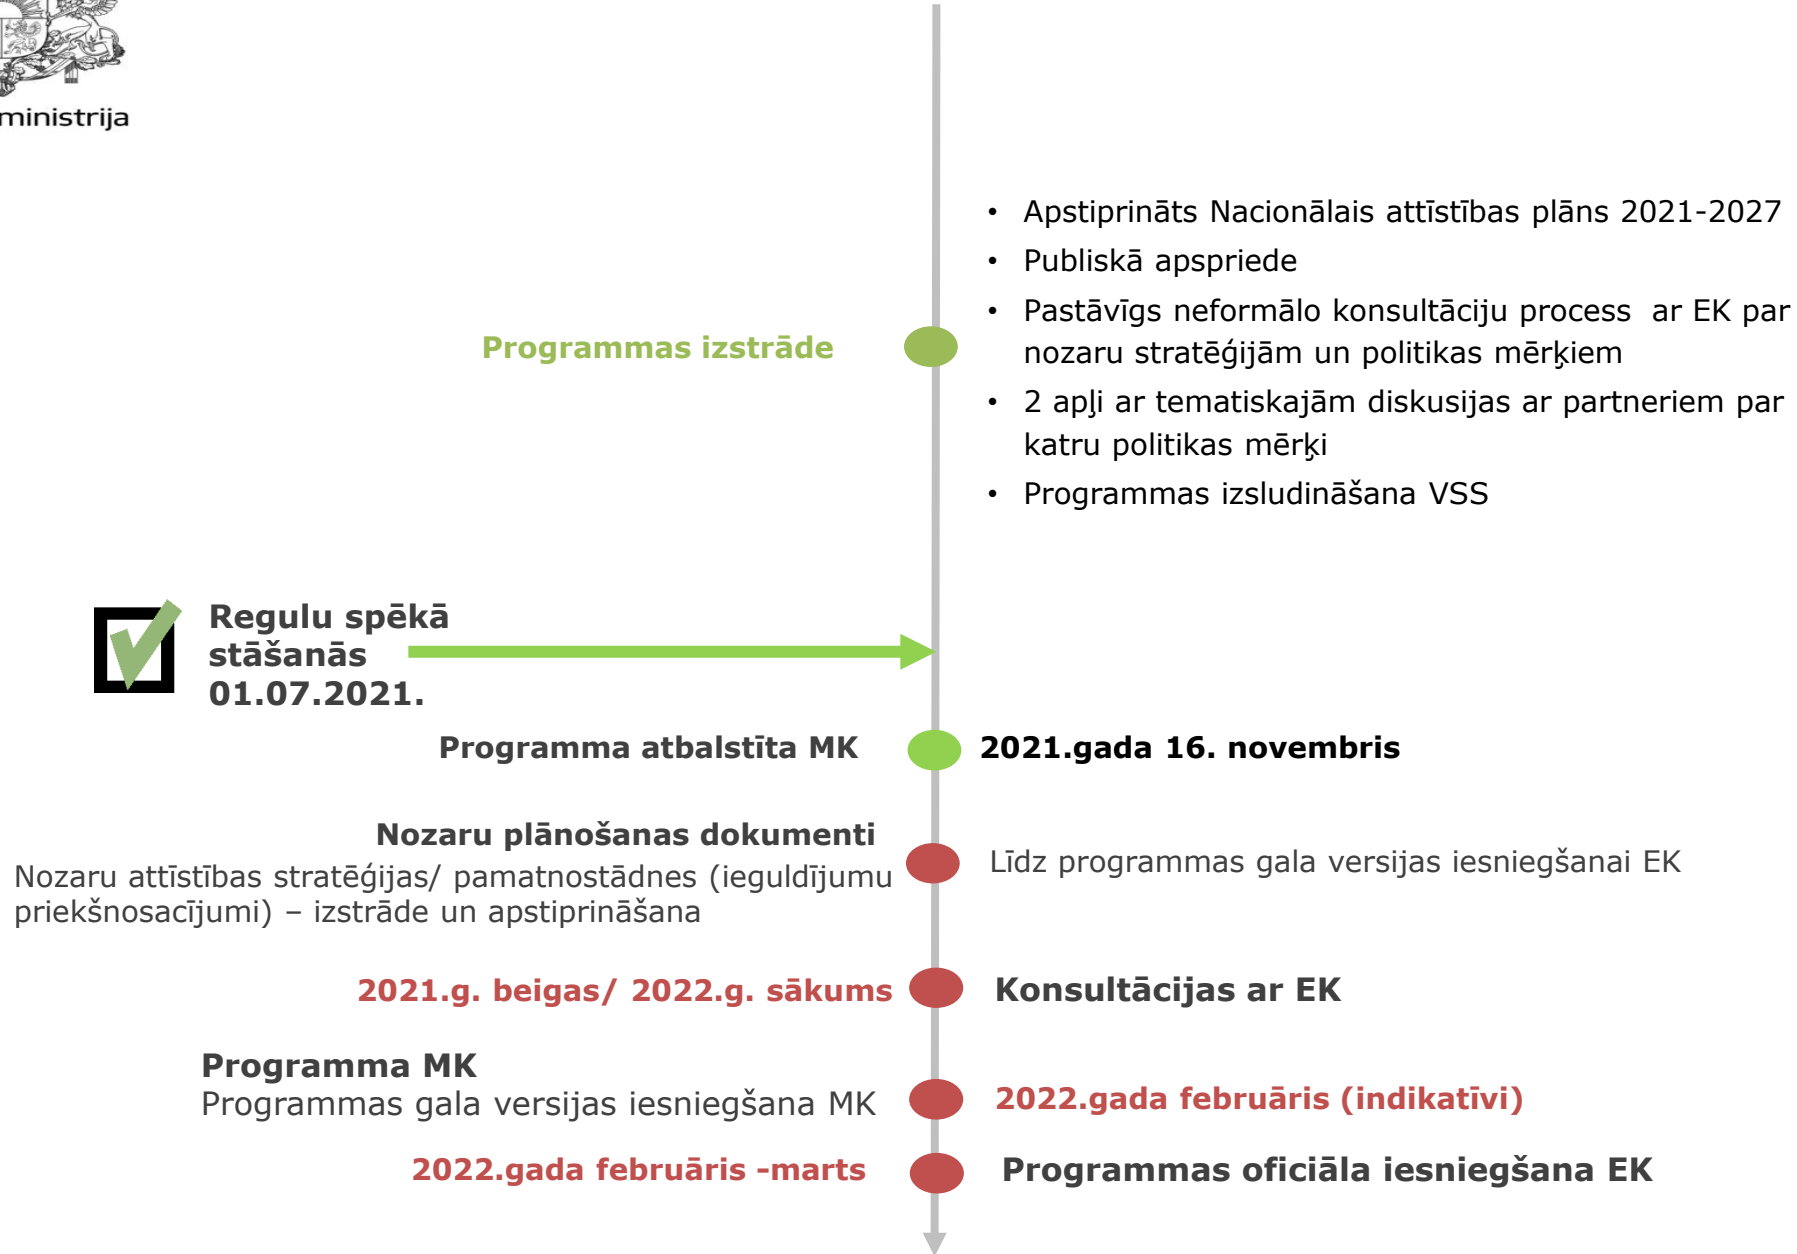 ministrija
• Apstiprināts Nacionālais attīstības plāns 2021-2027
• Publiskā apspriede
• Pastāvīgs neformālo konsultāciju process ar EK par
nozaru stratēģijām un politikas mērķiem
• 2 apļi ar tematiskajām diskusijas ar partneriem par
katru politikas mērķi
• Programmas izsludināšana VSS
Programmas izstrāde
Regulu spēkā
stāšanās
01.07.2021.
Programma atbalstīta MK
2021.gada 16. novembris
Nozaru plānošanas dokumenti
Nozaru attīstības stratēģijas/ pamatnostādnes (ieguldījumu
priekšnosacījumi) – izstrāde un apstiprināšana
Līdz programmas gala versijas iesniegšanai EK
2021.g. beigas/ 2022.g. sākums
Konsultācijas ar EK
Programma MK
Programmas gala versijas iesniegšana MK
2022.gada februāris (indikatīvi)
2022.gada februāris -marts
Programmas oficiāla iesniegšana EK